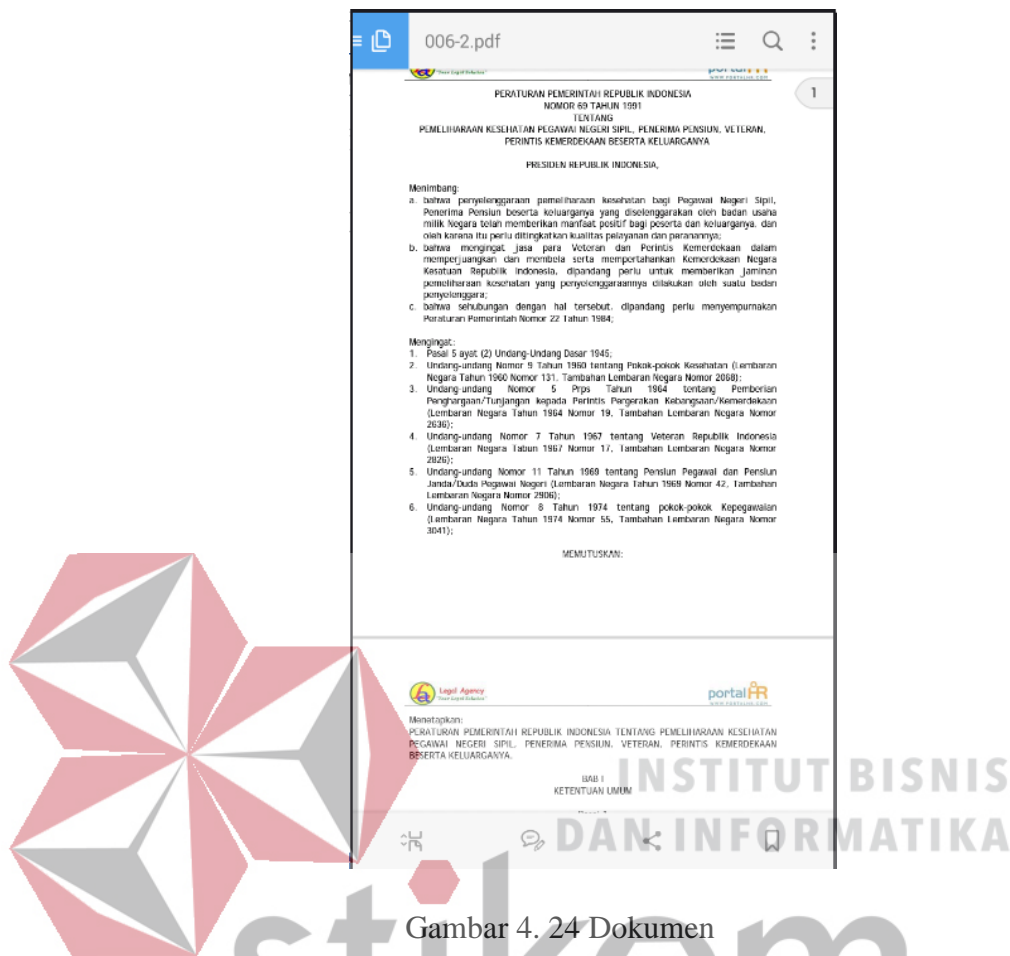 006-2.pdf
1
PERATURAN PEMERINTAH REPUBLIK INDONESIA
NOMOR 69 TAHUN 1991
TENTANG
PEMELIHARAAN KESEHATAN PEGAWAI NEGERI SIPIL, PENERIMA PENSIUN, VETERAN,
PERINTIS KEMERDEKAAN BESERTA KELUARGANYA
PRESIDEN REPUBLIK INDONESIA,
Menimbang:
a. bahwa penyelenggaraan pemeliharaan kesehatan bagi Pegawai Negeri Sipil,
Penerima Pensiun beserta keluarganya yang diselenggarakan oleh badan usaha
milik Negara telah memberikan manfaat positif bagi peserta dan keluarganya, dan
oleh karena itu perlu ditingkatkan kualitas pelayanan dan peranannya;
b. bahwa mengingat jasa para Veteran dan Perintis Kemerdekaan dalam
memperjuangkan dan membela serta mempertahankan Kemerdekaan Negara
Kesatuan Republik Indonesia, dipandang perlu untuk memberikan jaminan
pemeliharaan kesehatan yang penyelenggaraannya dilakukan oleh suatu badan
penyelenggara;
c. bahwa sehubungan dengan hal tersebut, dipandang perlu menyempurnakan
Peraturan Pemerintah Nomor 22 Tahun 1984;
Mengingat:
1. Pasal 5 ayat (2) Undang-Undang Dasar 1945;
2. Undang-undang Nomor 9 Tahun 1960 tentang Pokok-pokok Kesehatan (Lembaran
Negara Tahun 1960 Nomor 131, Tambahan Lembaran Negara Nomor 2068);
3. Undang-undang Nomor 5 Prps Tahun 1964 tentang Pemberian
Penghargaan/Tunjangan kepada Perintis Pergerakan Kebangsaan/Kemerdekaan
(Lembaran Negara Tahun 1964 Nomor 19, Tambahan Lembaran Negara Nomor
2636);
4. Undang-undang Nomor 7 Tahun 1967 tentang Veteran Republik Indonesia
(Lembaran Negara Tahun 1967 Nomor 17, Tambahan Lembaran Negara Nomor
2826);
5. Undang-undang Nomor 11 Tahun 1969 tentang Pensiun Pegawai dan Pensiun
Janda/Duda Pegawai Negeri (Lembaran Negara Tahun 1969 Nomor 42, Tambahan
Lembaran Negara Nomor 2906);
6. Undang-undang Nomor 8 Tahun 1974 tentang pokok-pokok Kepegawaian
(Lembaran Negara Tahun 1974 Nomor 55, Tambahan Lembaran Negara Nomor
3041);
MEMUTUSKAN:
Legal Agency
portal HR
Menetapkan:
PERATURAN PEMERINTAH REPUBLIK INDONESIA TENTANG PEMELIHARAAN KESEHATAN
PEGAWAI NEGERI SIPIL, PENERIMA PENSIUN, VETERAN, PERINTIS KEMERDEKAAN
BESERTA KELUARGANYA.
BAB I
KETENTUAN UMUM
INSTITUT BISNIS
DAN INFORMATIKA
stikom
Gambar 4. 24 Dokumen